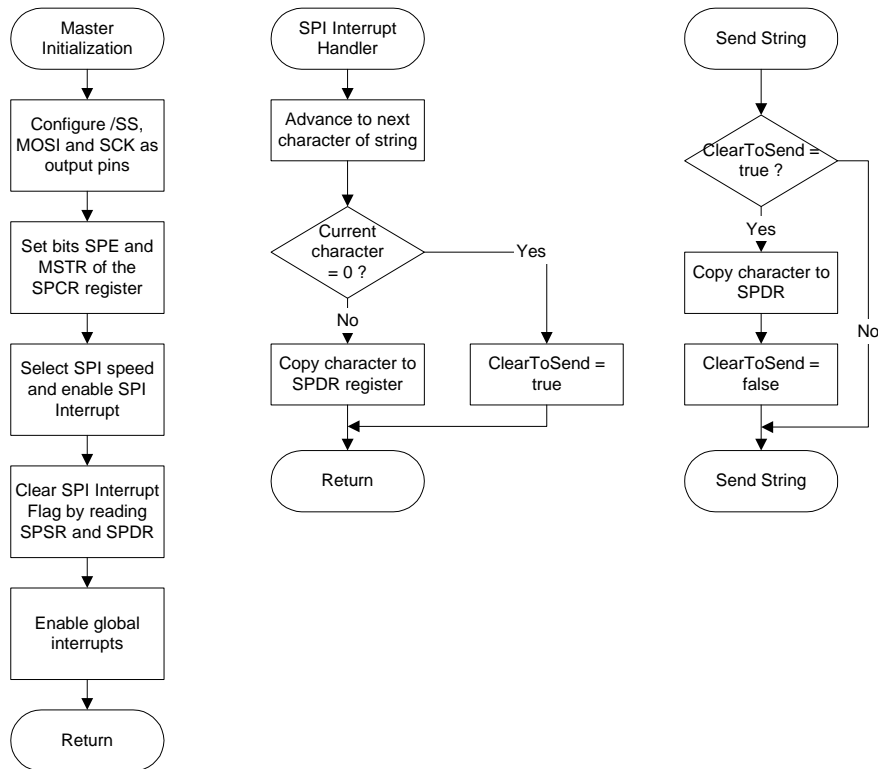 Master
Initialization
Configure /SS,
MOSI and SCK as
output pins
Set bits SPE and
MSTR of the
SPCR register
Select SPI speed
and enable SPI
Interrupt
Clear SPI Interrupt
Flag by reading
SPSR and SPDR
Enable global
interrupts
Return
SPI Interrupt
Handler
Advance to next
character of string
Current
character
= 0 ?
Yes
No
Copy character to
SPDR register
ClearToSend =
true
Return
Send String
ClearToSend =
true ?
Yes
No
Copy character to
SPDR
ClearToSend =
false
Send String